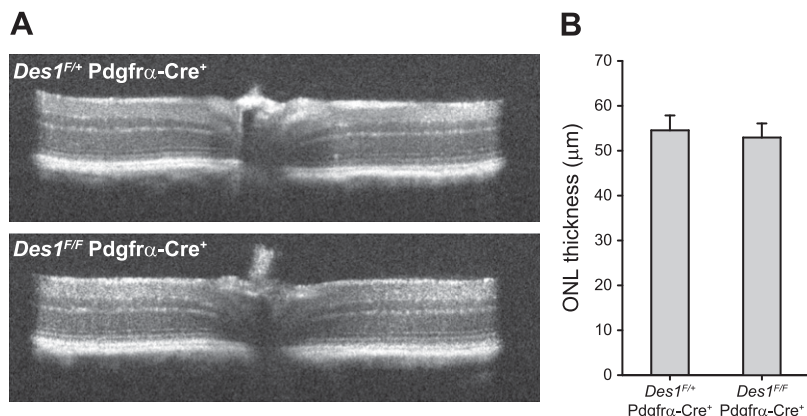 A
Des1F/+ Pdgfrα-Cre+
Des1F/F Pdgfrα-Cre+
B
ONL thickness (μm)
70
60
50
40
30
20
10
0
Des1F/+
Pdgfrα-Cre+
Des1F/F
Pdgfrα-Cre+